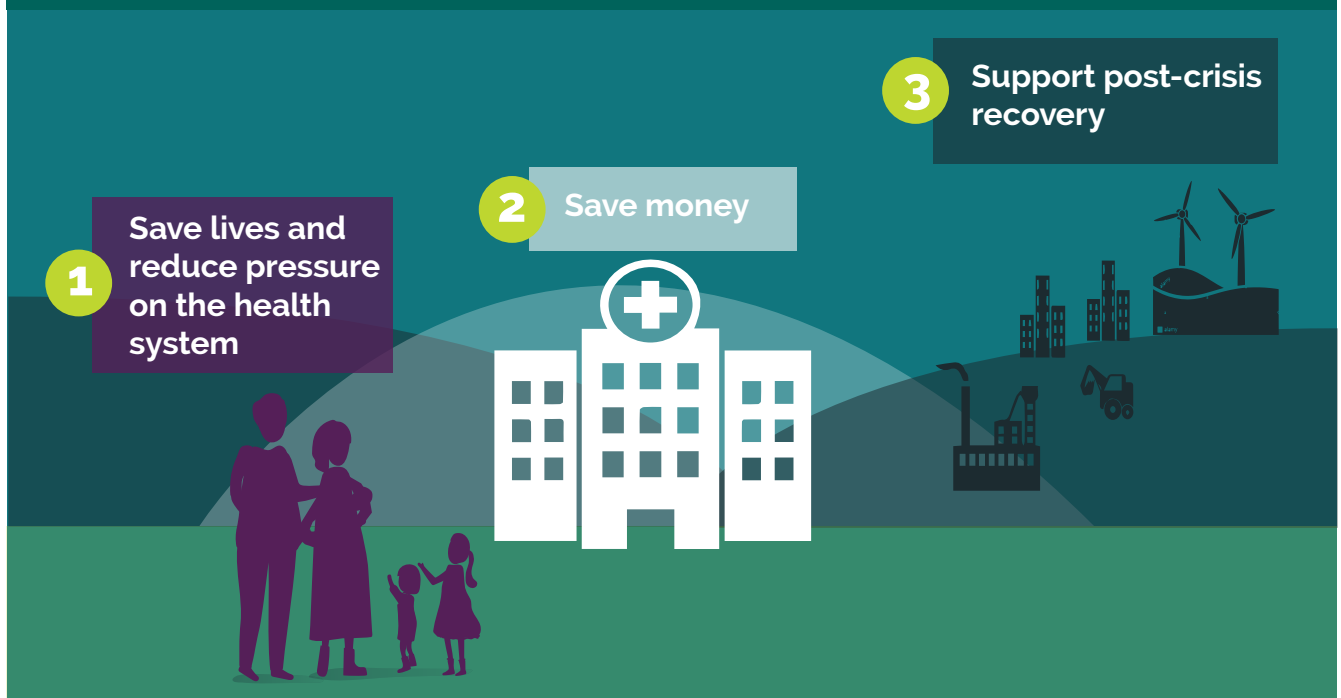 1
Save lives and
reduce pressure
on the health
system
2
Save money
3
Support post-crisis
recovery